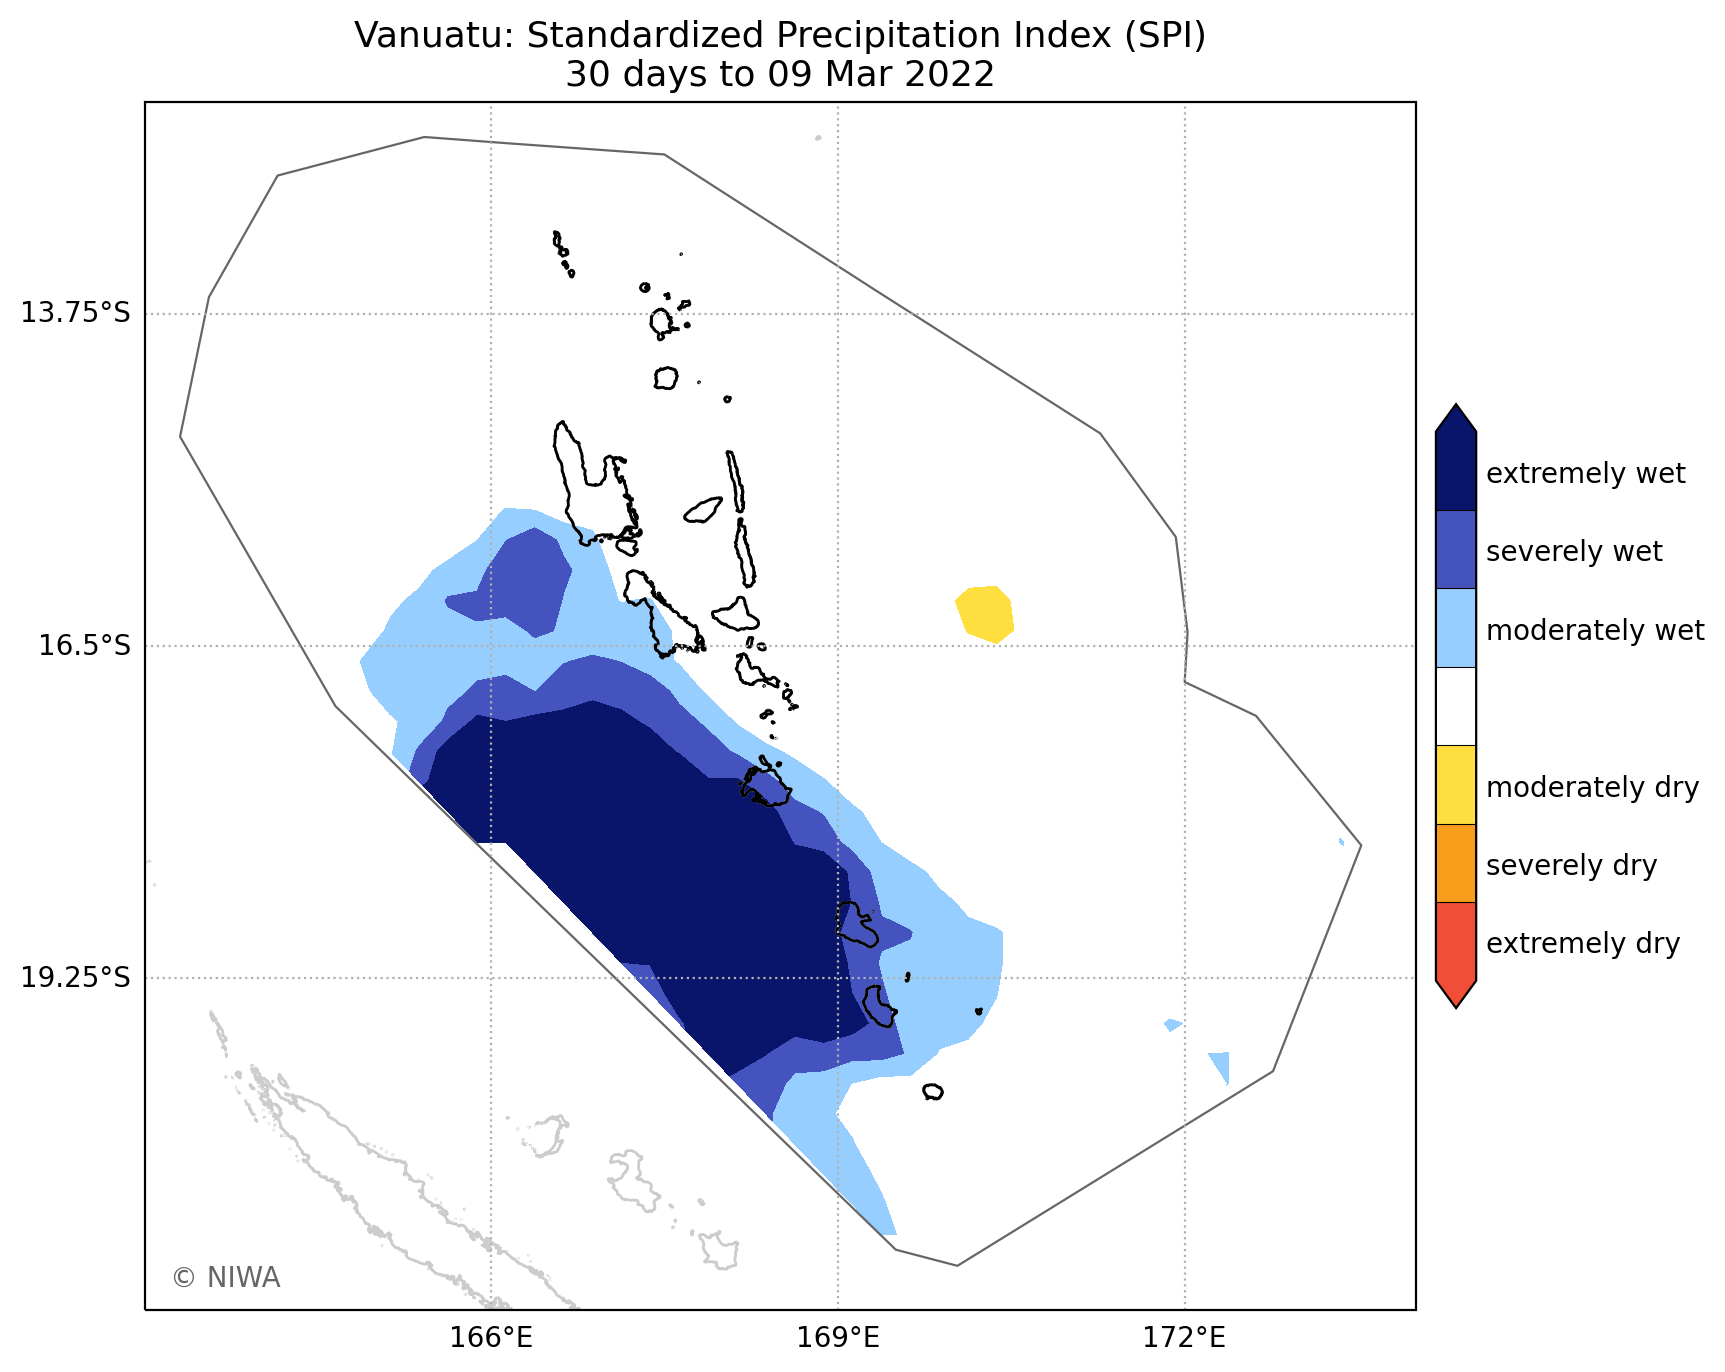 Vanuatu: Standardized Precipitation Index (SPI)
30 days to 09 Mar 2022
13.75°S
16.5°S
19.25°S
166°E
169°E
172°E
extremely wet
severely wet
moderately wet
moderately dry
severely dry
extremely dry
© NIWA